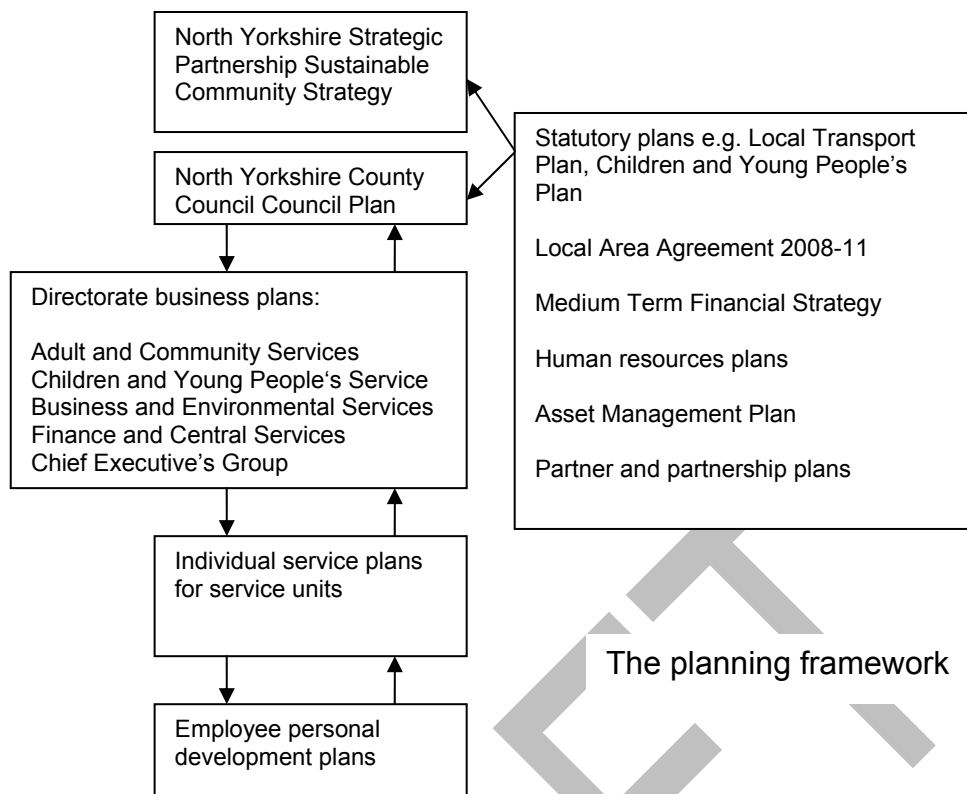 North Yorkshire Strategic
Partnership Sustainable
Community Strategy
North Yorkshire County
Council Council Plan
Statutory plans e.g. Local Transport
Plan, Children and Young People's
Plan
Local Area Agreement 2008-11
Medium Term Financial Strategy
Human resources plans
Asset Management Plan
Partner and partnership plans
Directorate business plans:
Adult and Community Services
Children and Young People‘s Service
Business and Environmental Services
Finance and Central Services
Chief Executive's Group
Individual service plans
for service units
The planning framework
Employee personal
development plans